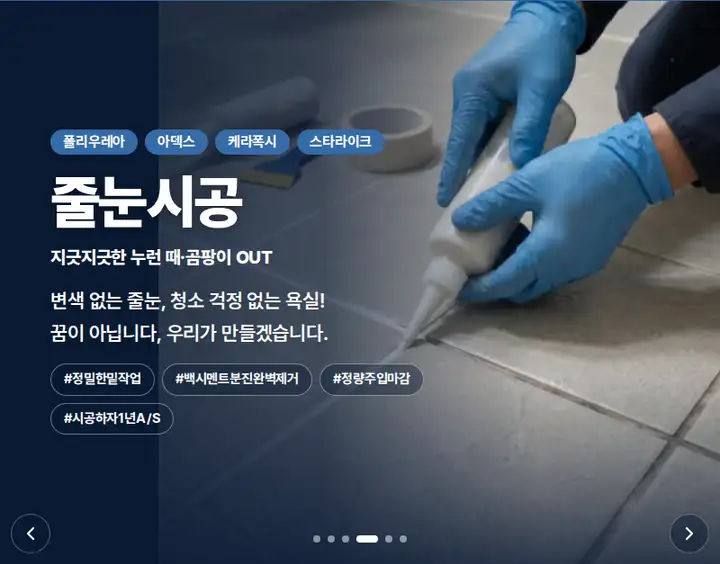 폴리우레아 아덱스 케라폭시 스타라이크
줄눈시공
지긋지긋한 누런 때·곰팡이 OUT
변색 없는 줄눈, 청소 걱정 없는 욕실!
꿈이 아닙니다, 우리가 만들겠습니다.
#정밀한밑작업 #백시멘트분진완벽제거 #정량주입마감
#시공하자1년A/S